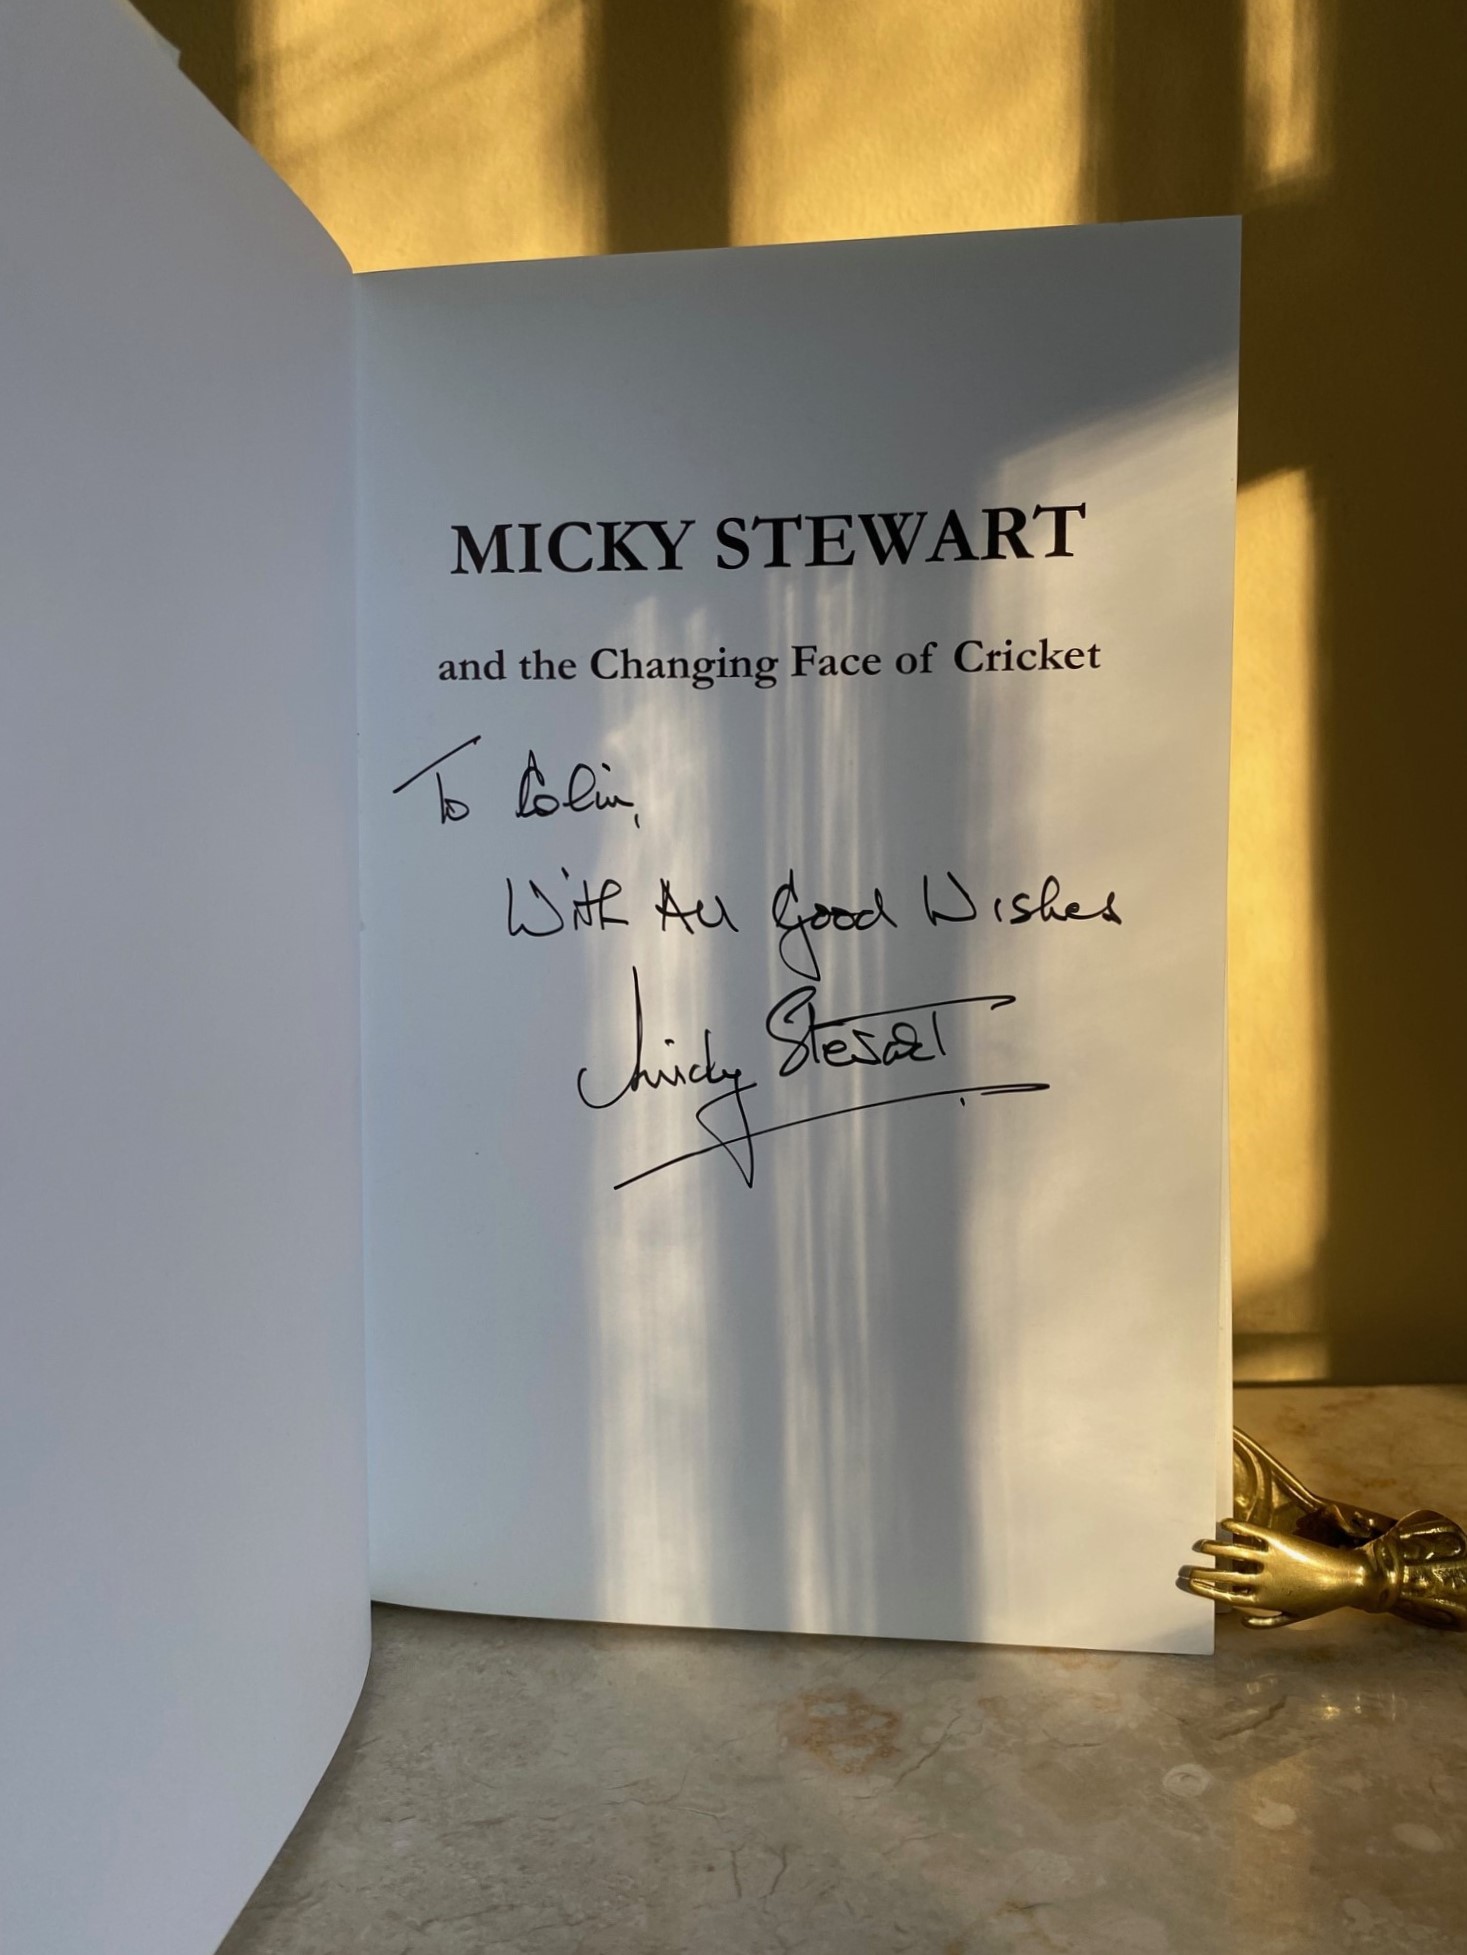 MICKY STEWART
and the Changing Face of Cricket
To Colin,
With All Good Wishes
Micky Stewart